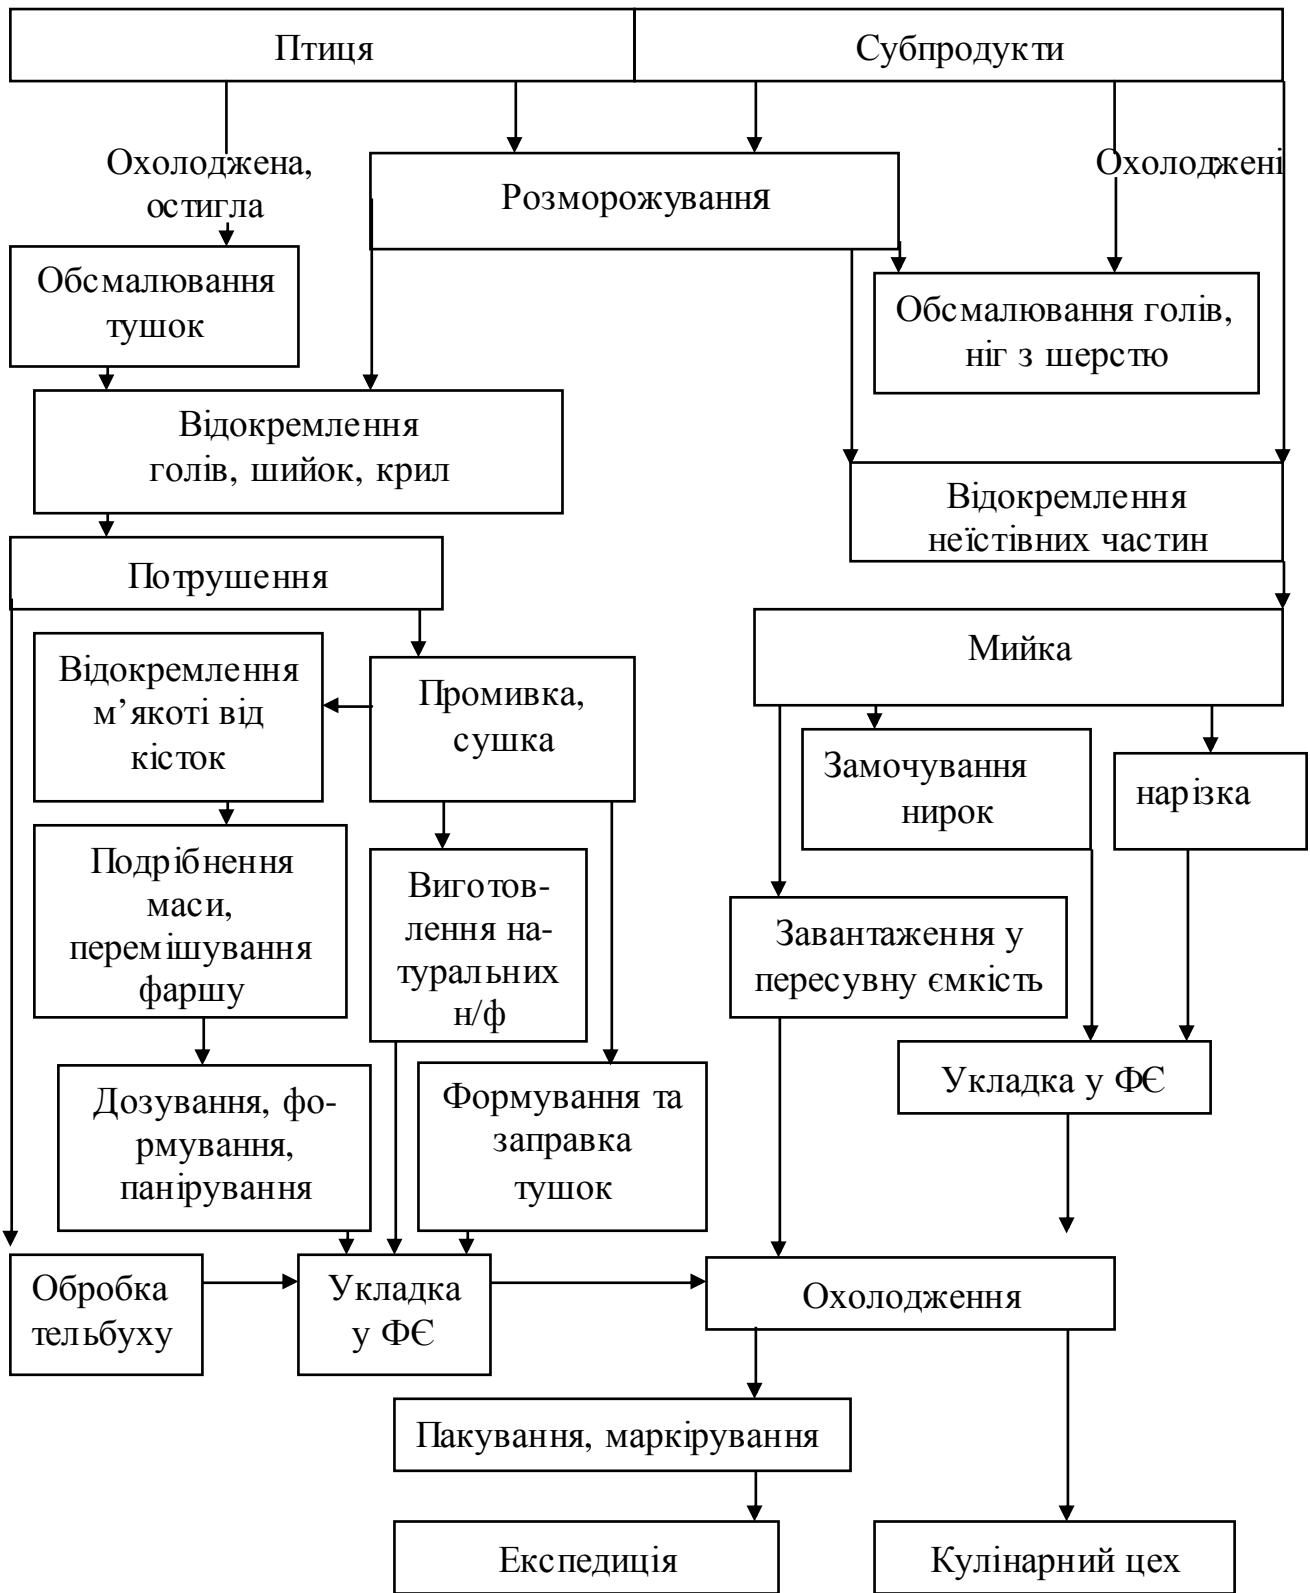 Птиця
Субпродукти
Охолоджена,
остигла
Розморожування
Охолоджені
Обсмалювання
тушок
Обсмалювання голів,
ніг з шерстю
Відокремлення
голів, шийок, крил
Відокремлення
неїстівних частин
Потрушення
Мийка
Відокремлення
м’якоті від
кісток
Промивка,
сушка
Замочування
нирок
нарізка
Подрібнення
маси,
перемішування
фаршу
Виготов-
лення на-
туральних
н/ф
Завантаження у
пересувну ємкість
Укладка у ФЄ
Дозування, фо-
рмування,
панірування
Формування та
заправка
тушок
Обробка
тельбуху
Укладка
у ФЄ
Охолодження
Пакування, маркірування
Експедиція
Кулінарний цех